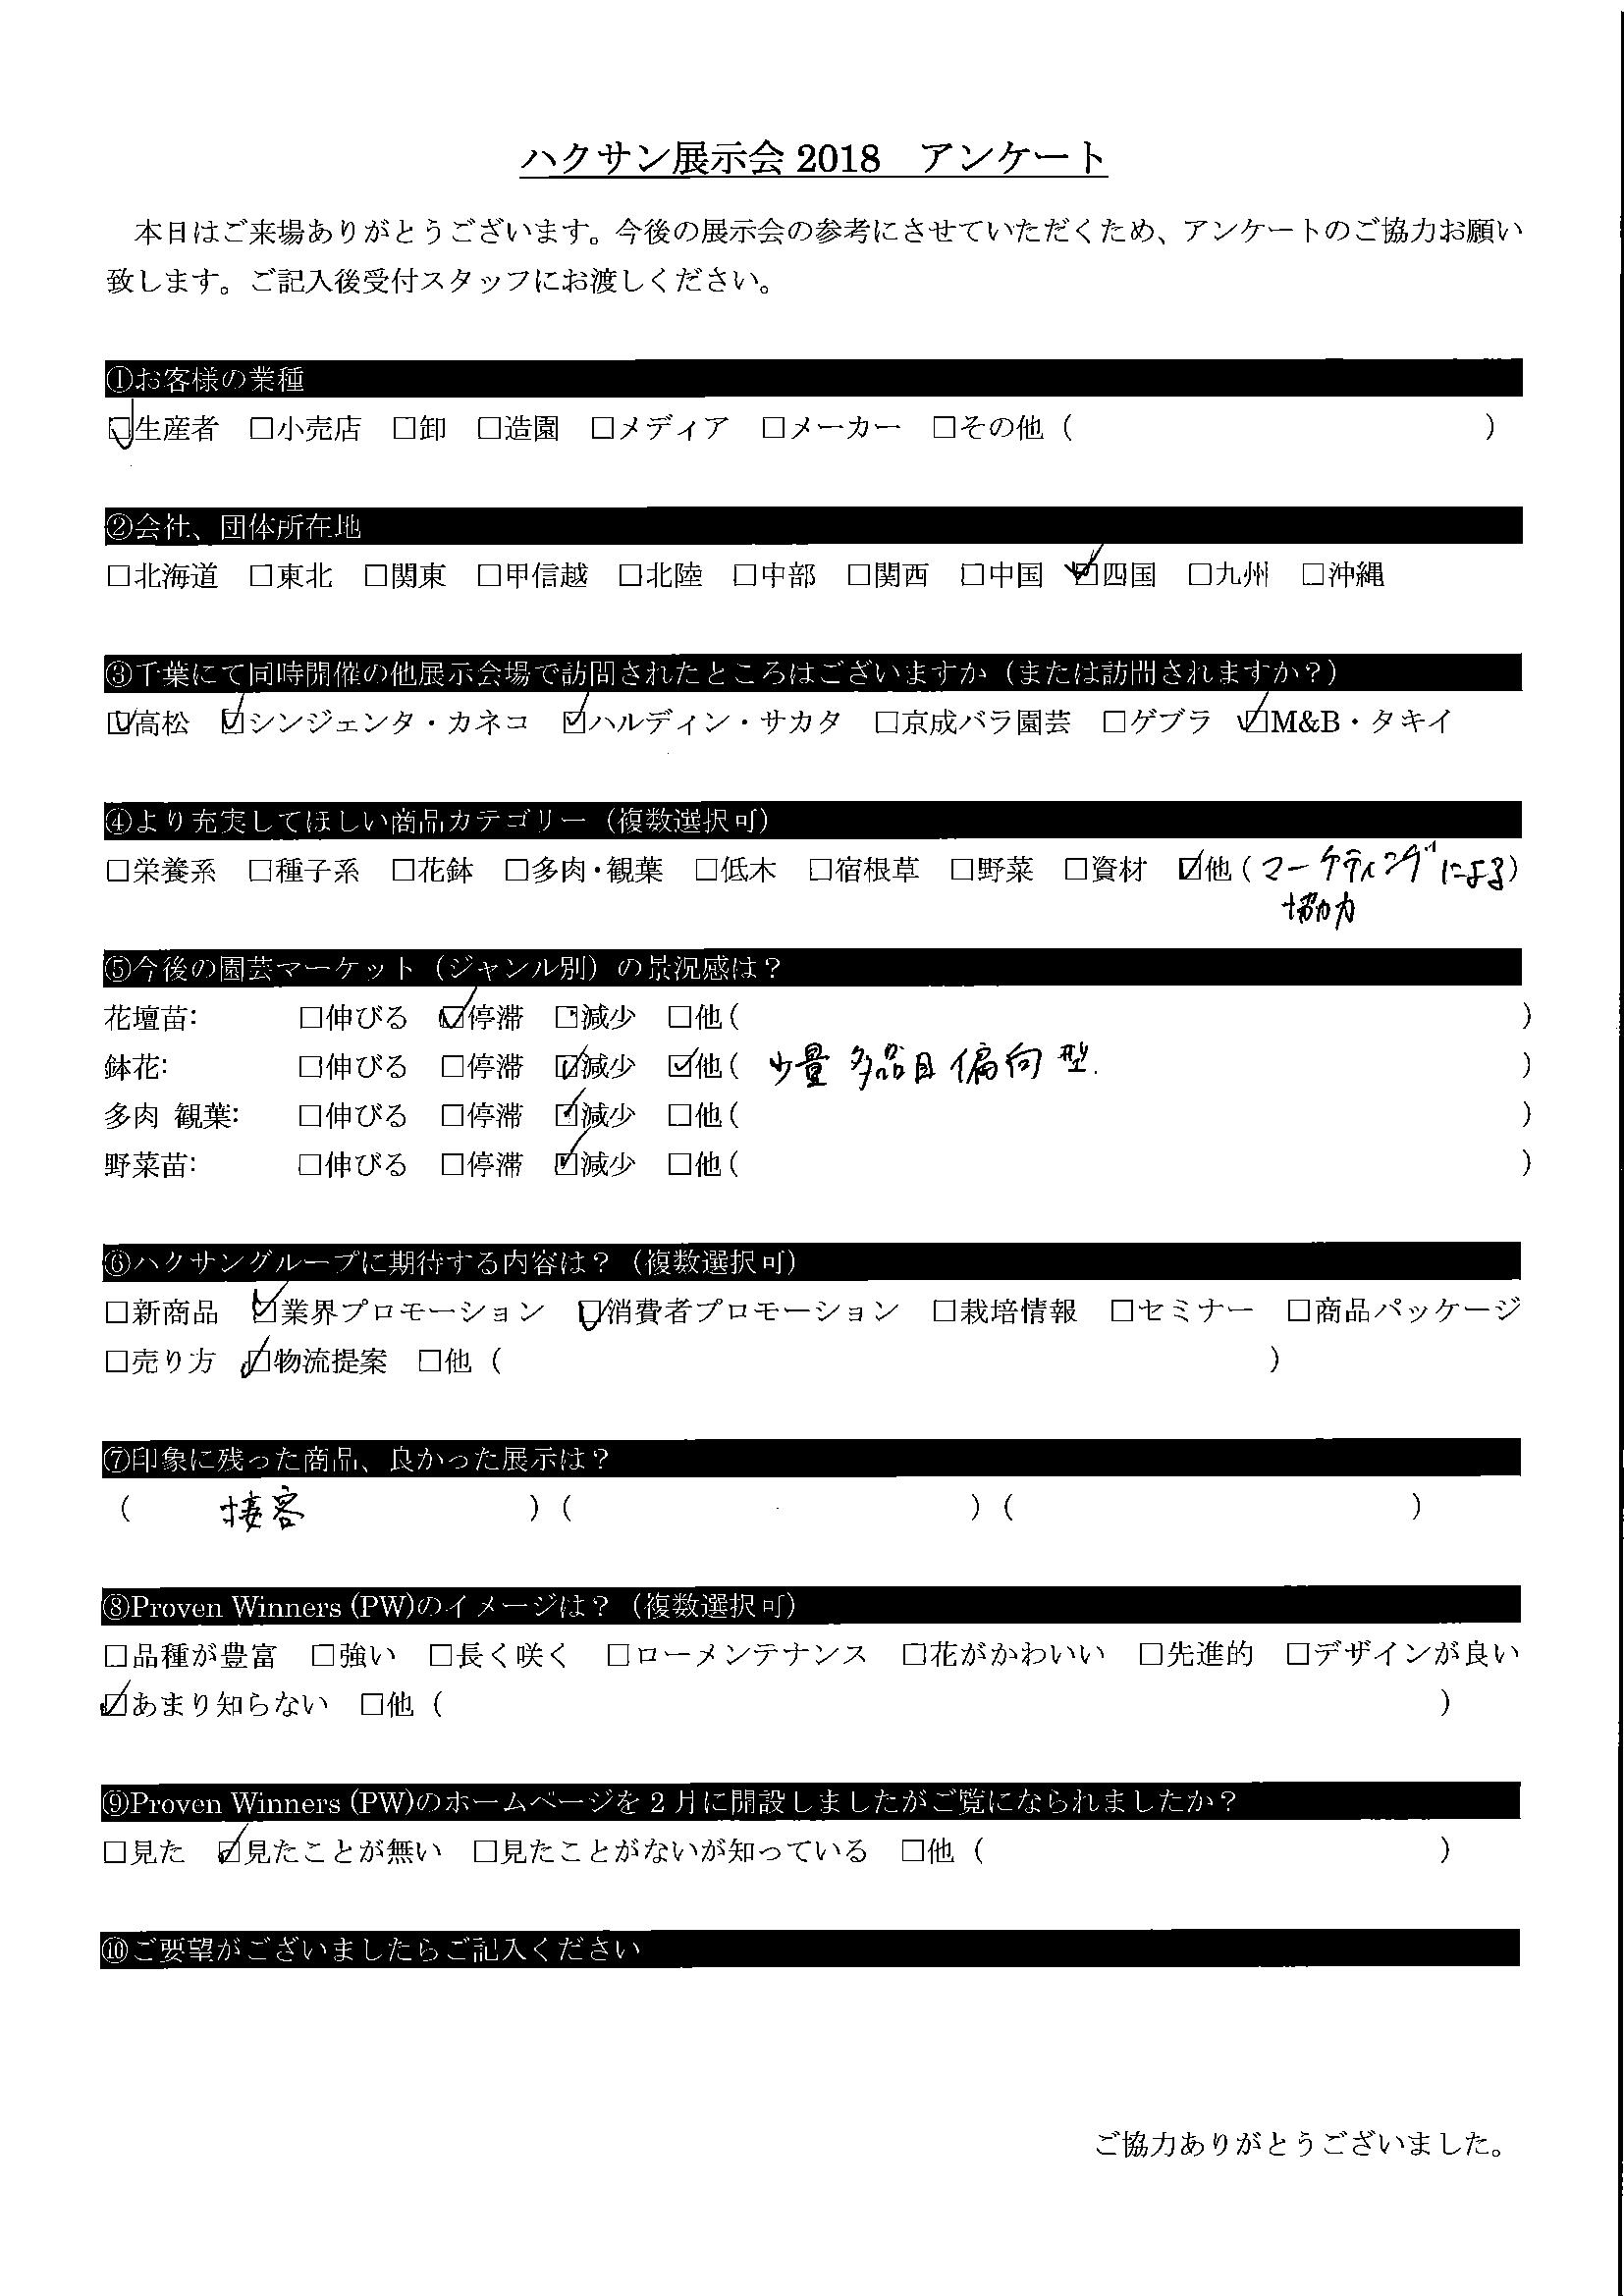 ハクサン展示会 2018　アンケート
本日はご来場ありがとうございます。今後の展示会の参考にさせていただくため、アンケートのご協力お願い
致します。ご記入後受付スタッフにお渡しください。
①お客様の業種
☑生産者　□小売店　□卸　□造園　□メディア　□メーカー　□その他（　）
②会社、団体所在地
□北海道　□東北　□関東　□甲信越　□北陸　□中部　□関西　□中国　☑四国　□九州　□沖縄
③千葉にて同時開催の他展示会場で訪問されたところはございますか（または訪問されますか？）
☑高松　☑シンジェンタ・カネコ　☑ハルディン・サカタ　□京成バラ園芸　□ゲブラ　☑M&B・タキイ
④より充実してほしい商品カテゴリー（複数選択可）
□栄養系　□種子系　□花鉢　□多肉・観葉　□低木　□宿根草　□野菜　□資材　☑他（マーケティングによる）
協力
⑤今後の園芸マーケット（ジャンル別）の景況感は？
花壇苗:　□伸びる　☑停滞　□減少　□他（　）
鉢花:　□伸びる　□停滞　☑減少　☑他（ 少量 多品目 偏向 型. ）
多肉 観葉:　□伸びる　□停滞　☑減少　□他（　）
野菜苗:　□伸びる　□停滞　☑減少　□他（　）
⑥ハクサングループに期待する内容は？（複数選択可）
□新商品　☑業界プロモーション　☑消費者プロモーション　□栽培情報　□セミナー　□商品パッケージ
□売り方　☑物流提案　□他（　）
⑦印象に残った商品、良かった展示は？
（ 接客 ）（　）（　）
⑧Proven Winners (PW)のイメージは？（複数選択可）
□品種が豊富　□強い　□長く咲く　□ローメンテナンス　□花がかわいい　□先進的　□デザインが良い
☑あまり知らない　□他（　）
⑨Proven Winners (PW)のホームページを 2 月に開設しましたがご覧になられましたか？
□見た　☑見たことが無い　□見たことがないが知っている　□他（　）
⑩ご要望がございましたらご記入ください
ご協力ありがとうございました。